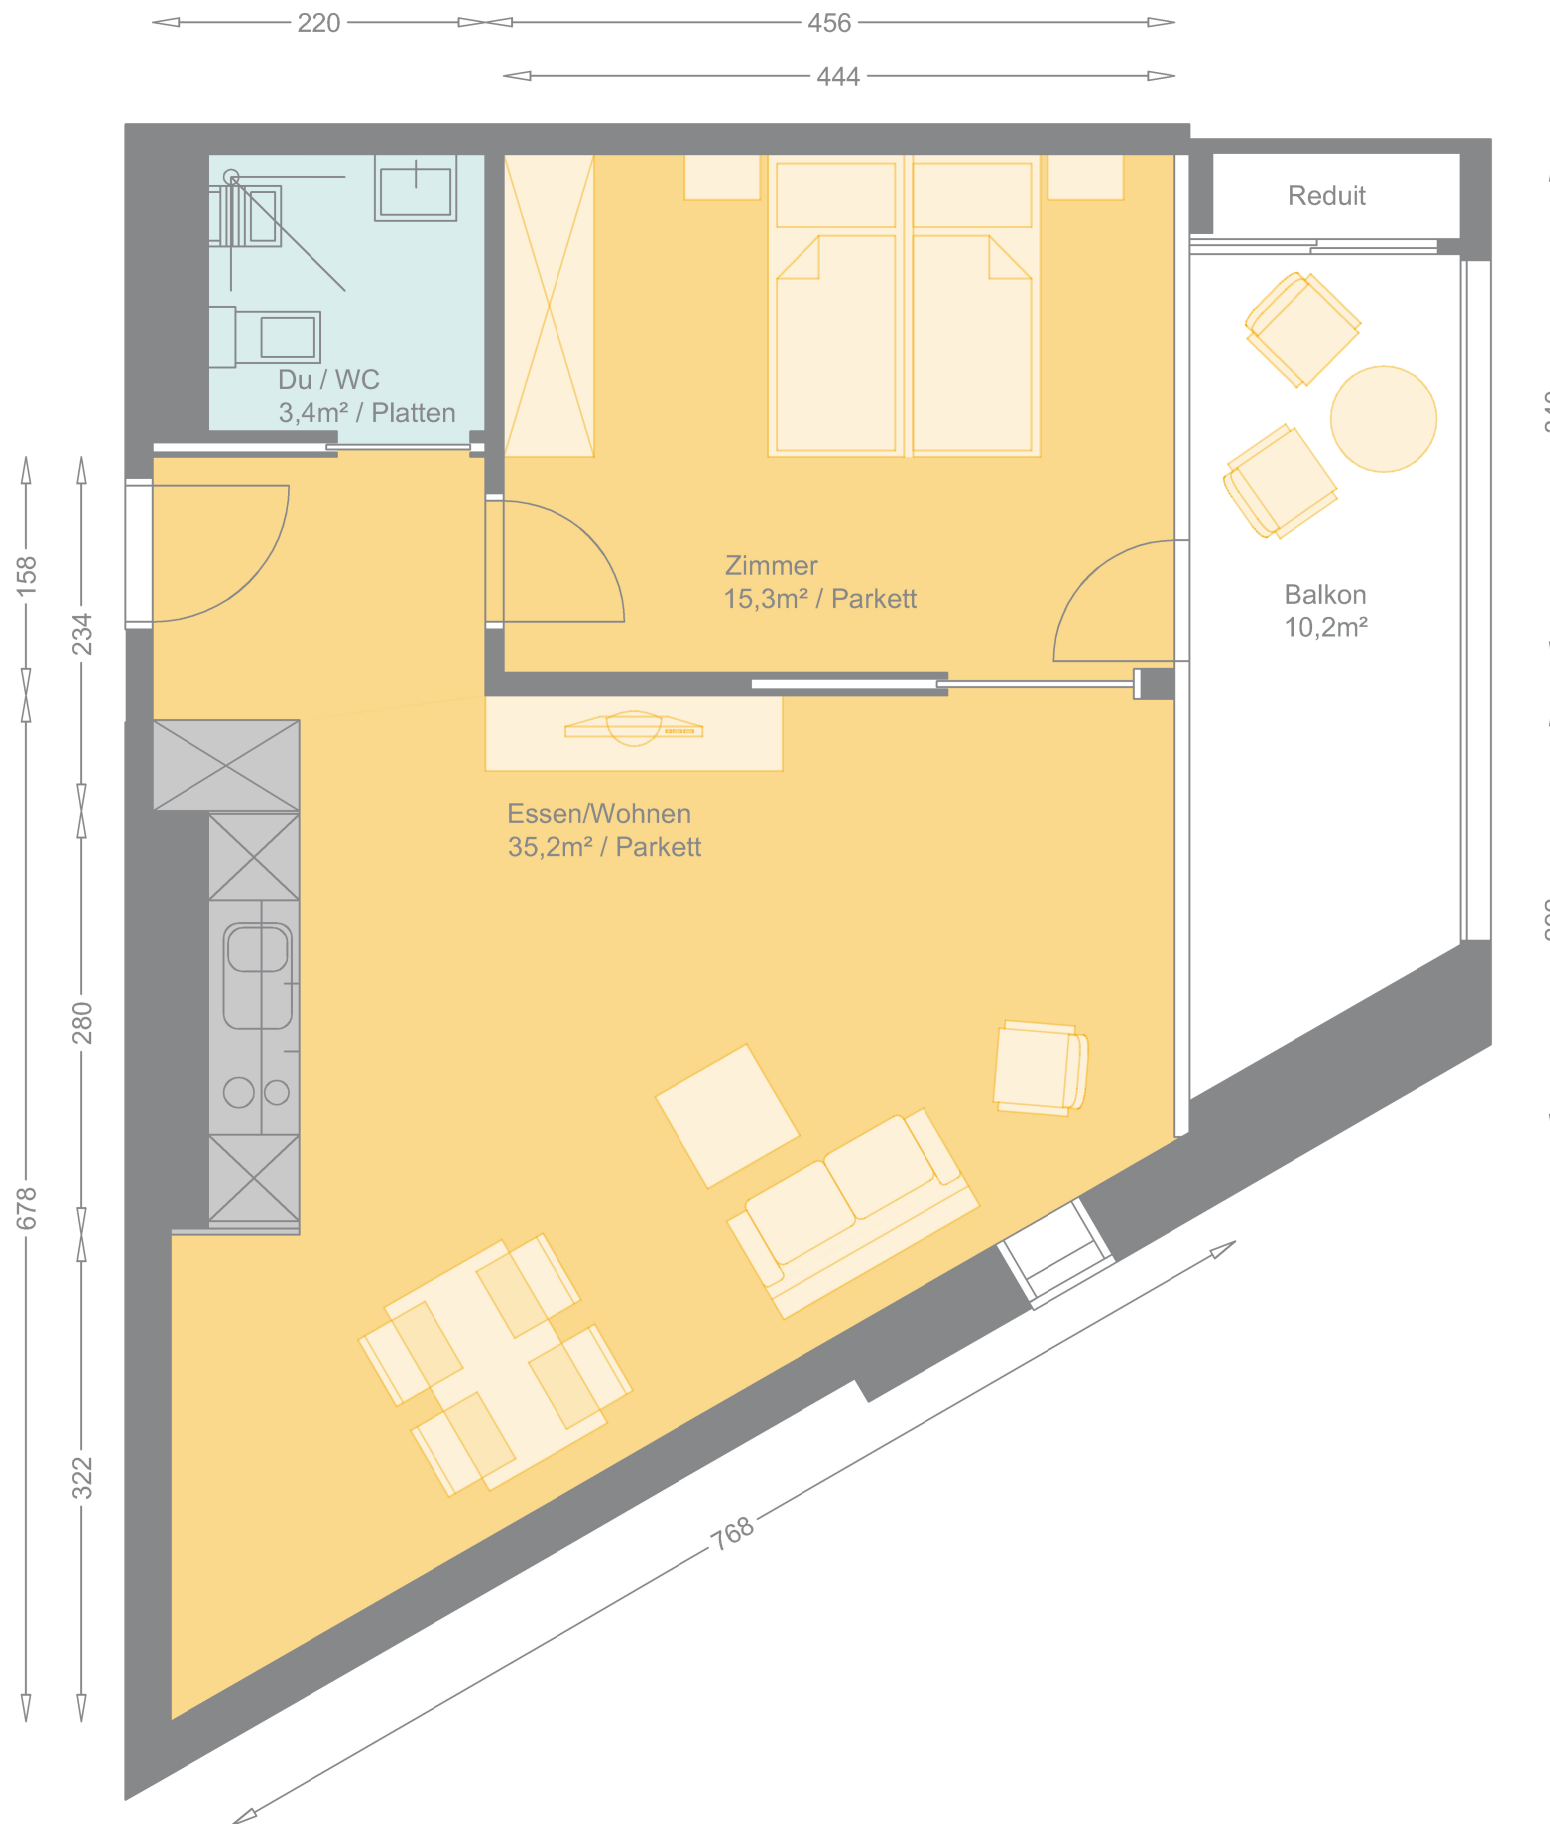 220
456
444
Reduit
Du / WC
3,4m² / Platten
158
234
Zimmer
15,3m² / Parkett
Balkon
10,2m²
Essen/Wohnen
35,2m² / Parkett
280
678
322
768